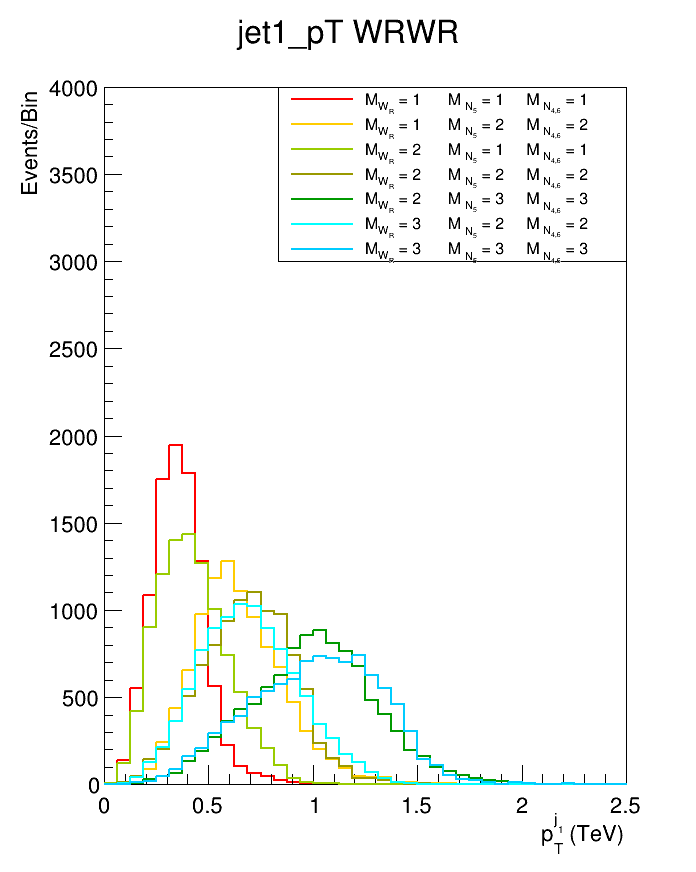 jet1_pT WRWR
Events/Bin
4000
3500
3000
2500
2000
1500
1000
500
0
M_{W_R} = 1 M_{N_5} = 1 M_{N_{4,6}} = 1
M_{W_R} = 1 M_{N_5} = 2 M_{N_{4,6}} = 2
M_{W_R} = 2 M_{N_5} = 1 M_{N_{4,6}} = 1
M_{W_R} = 2 M_{N_5} = 2 M_{N_{4,6}} = 2
M_{W_R} = 2 M_{N_5} = 3 M_{N_{4,6}} = 3
M_{W_R} = 3 M_{N_5} = 2 M_{N_{4,6}} = 2
M_{W_R} = 3 M_{N_5} = 3 M_{N_{4,6}} = 3
0 0.5 1 1.5 2 2.5
p_T^{j_1} (TeV)